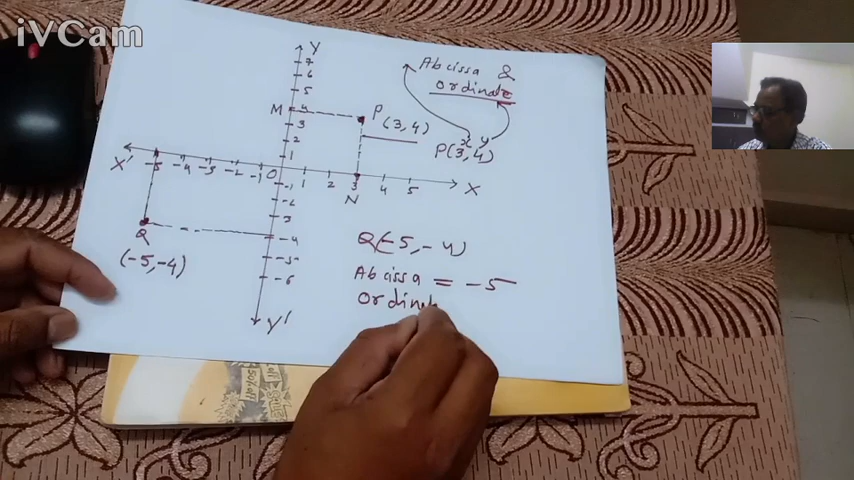 iVCam
Y
7
6
5
M 4
3
2
1
X' -5 -4 -3 -2 -1 O 1 2 3 4 5 X
N
-1
-2
-3
-4
-5
-6
Y'
P(3,4)
Abcissa &
ordinate
x y
P(3,4)
Q
(-5,-4)
Q(-5,-4)
Abcissa = -5
Ordinat